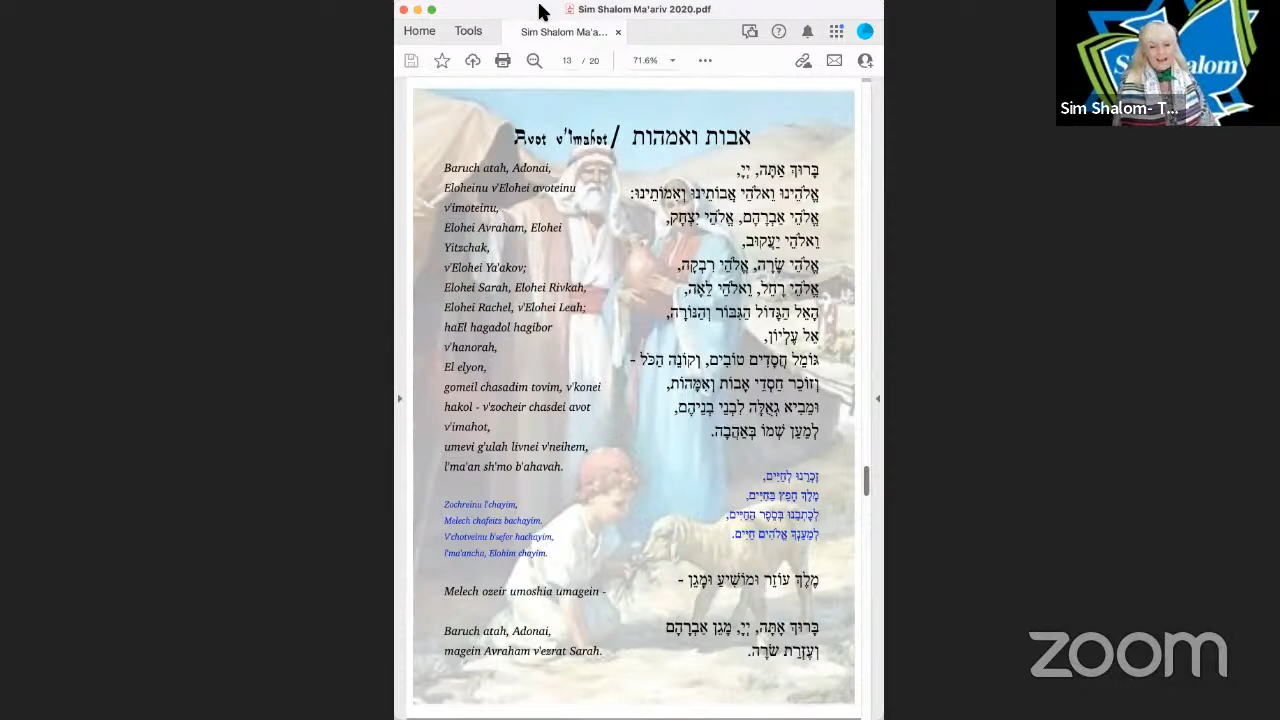 Sim Shalom Ma'ariv 2020.pdf
Home Tools Sim Shalom Ma'a... ×
13 / 20 71.6%
Avot v'Imahot/ אבות ואמהות
Baruch atah, Adonai,
Eloheinu v'Elohei avoteinu
v'imoteinu,
Elohei Avraham, Elohei
Yitzchak,
v'Elohei Ya'akov;
Elohei Sarah, Elohei Rivkah,
Elohei Rachel, v'Elohei Leah;
haEl hagadol hagibor
v'hanorah,
El elyon,
gomeil chasadim tovim, v'konei
hakol - v'zocheir chasdei avot
v'imahot,
umevi g'ulah livnei v'neihem,
l'ma'an sh'mo b'ahavah.
Zochreinu l'chayim,
Melech chafeitz bachayim.
V'chotveinu b'sefer hachayim,
l'ma'ancha, Elohim chayim.
Melech ozeir umoshia umagein -
Baruch atah, Adonai,
magein Avraham v'ezrat Sarah.
בָּרוּךְ אַתָּה, יְיָ,
אֱלֹהֵינוּ וֵאלֹהֵי אֲבוֹתֵינוּ וְאִמּוֹתֵינוּ:
אֱלֹהֵי אַבְרָהָם, אֱלֹהֵי יִצְחָק,
וֵאלֹהֵי יַעֲקוֹב,
אֱלֹהֵי שָׂרָה, אֱלֹהֵי רִבְקָה,
אֱלֹהֵי רָחֵל, וֵאלֹהֵי לֵאָה,
הָאֵל הַגָּדוֹל הַגִּבּוֹר וְהַנּוֹרָה,
אֵל עֶלְיוֹן,
גּוֹמֵל חֲסָדִים טוֹבִים, וְקוֹנֵה הַכֹּל -
וְזוֹכֵר חַסְדֵי אָבוֹת וְאִמָּהוֹת,
וּמֵבִיא גְאֻלָּה לִבְנֵי בְנֵיהֶם,
לְמַעַן שְׁמוֹ בְּאַהֲבָה.
זָכְרֵנוּ לְחַיִּים,
מֶלֶךְ חָפֵץ בַּחַיִּים,
לְכָתְבֵנוּ בְּסֵפֶר הַחַיִּים,
לְמַעַנְךָ אֱלֹהִים חַיִּים.
מֶלֶךְ עוֹזֵר וּמוֹשִׁיעַ וּמָגֵן -
בָּרוּךְ אַתָּה, יְיָ, מָגֵן אַבְרָהָם
וְעֶזְרַת שָׂרָה.
Sim Shalom- T...
zoom